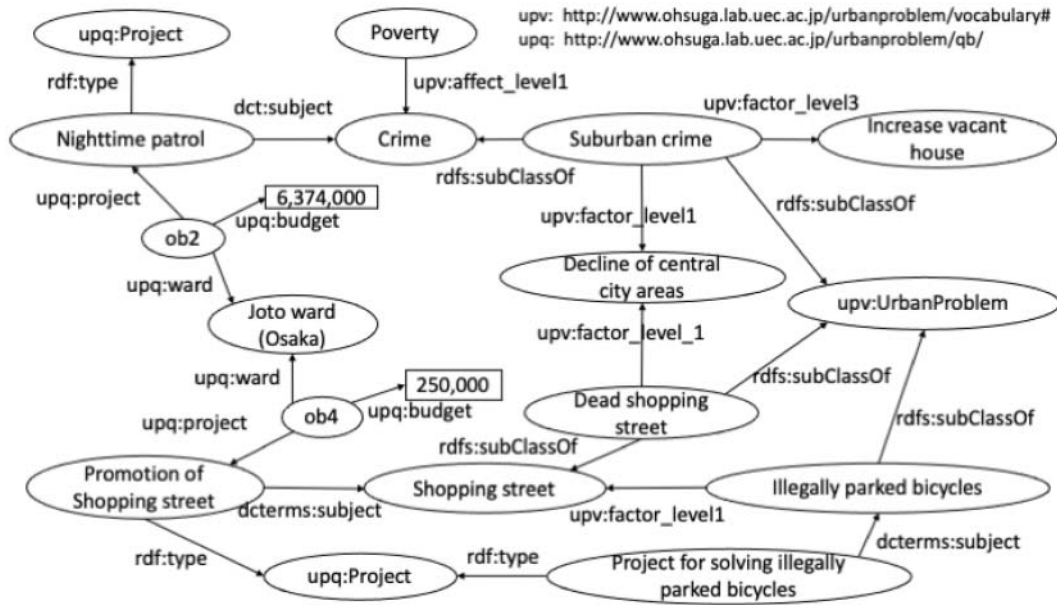 upv: http://www.ohsuga.lab.uec.ac.jp/urbanproblem/vocabulary#
upq: http://www.ohsuga.lab.uec.ac.jp/urbanproblem/qb/
upq:Project
Poverty
rdf:type
upv:affect_level1
dct:subject
upv:factor_level3
Nighttime patrol
Crime
Suburban crime
Increase vacant
house
rdfs:subClassOf
upq:project
6,374,000
upq:budget
ob2
upv:factor_level1
rdfs:subClassOf
upq:ward
Decline of central
city areas
upv:UrbanProblem
Joto ward
(Osaka)
upv:factor_level_1
upq:ward
250,000
upq:budget
rdfs:subClassOf
ob4
Dead shopping
street
upq:project
rdfs:subClassOf
rdfs:subClassOf
Promotion of
Shopping street
Shopping street
Illegally parked bicycles
dcterms:subject
upv:factor_level1
rdf:type
rdf:type
dcterms:subject
upq:Project
Project for solving illegally
parked bicycles